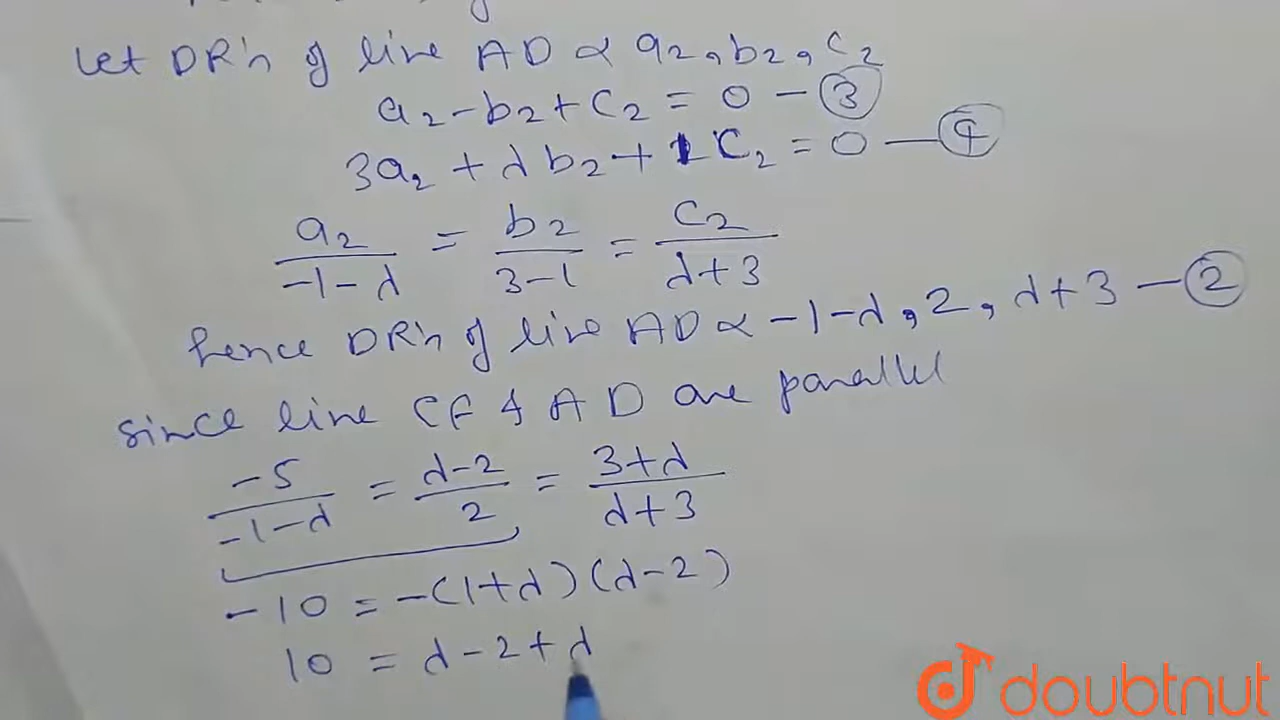 Let DR'n of line AD ∝ a₂, b₂, c₂
a₂ - b₂ + c₂ = 0 - ③
3a₂ + λb₂ + 1 c₂ = 0 - ④
a₂/(-1-λ) = b₂/(3-1) = c₂/(λ+3)
hence DR'n of line AD ∝ -1-λ, 2, λ+3 - ②
since line CF & AD are parallel
-5/(-1-λ) = (λ-2)/2 = (3+λ)/(λ+3)
-10 = -(1+λ)(λ-2)
10 = λ-2+λ
doubtnut